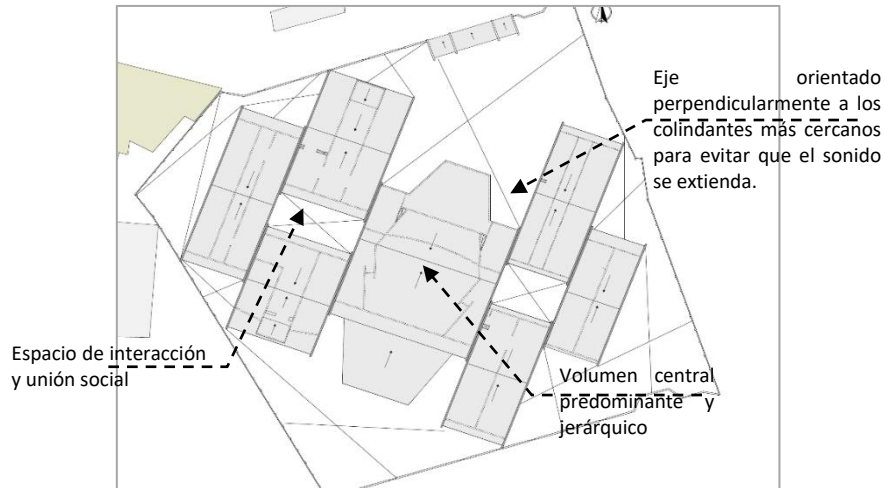 Eje orientado
perpendicularmente a los
colindantes más cercanos
para evitar que el sonido
se extienda.
Espacio de interacción
y unión social
Volumen central
predominante y
jerárquico